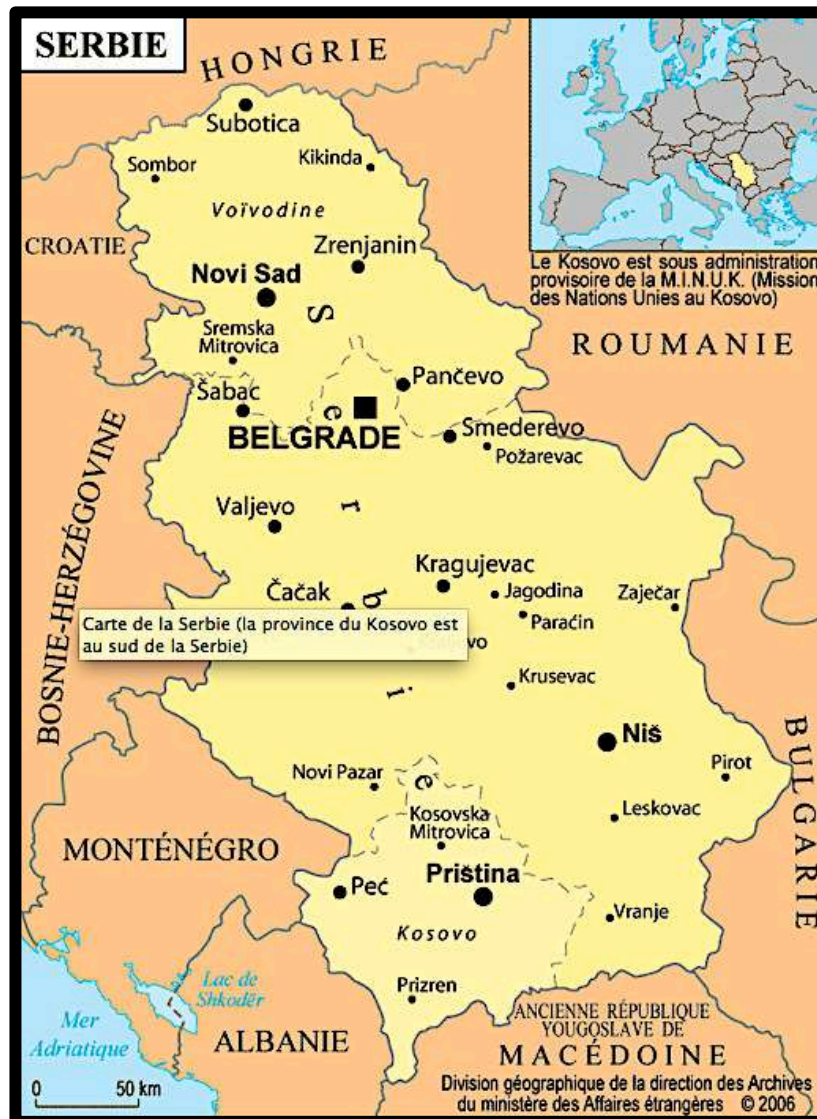 SERBIE
HONGRIE
Subotica
Sombor
Kikinda
Voïvodine
CROATIE
Zrenjanin
Novi Sad
Le Kosovo est sous administration
provisoire de la M.I.N.U.K. (Mission
des Nations Unies au Kosovo)
Sremska
Mitrovica
ROUMANIE
Pančevo
Šabac
BELGRADE
Smederevo
Požarevac
Serbie
Valjevo
BOSNIE-HERZÉGOVINE
Kragujevac
Čačak
Jagodina
Zaječar
Paraćin
Carte de la Serbie (la province du Kosovo est
au sud de la Serbie)
Krusevac
Niš
BULGARIE
Pirot
Novi Pazar
Kosovska
Mitrovica
Leskovac
MONTÉNÉGRO
Peć
Priština
Vranje
Kosovo
Prizren
Lac de
Shkodër
Mer
Adriatique
ALBANIE
ANCIENNE RÉPUBLIQUE
YOUGOSLAVE DE
MACÉDOINE
0 50 km
Division géographique de la direction des Archives
du ministère des Affaires étrangères © 2006